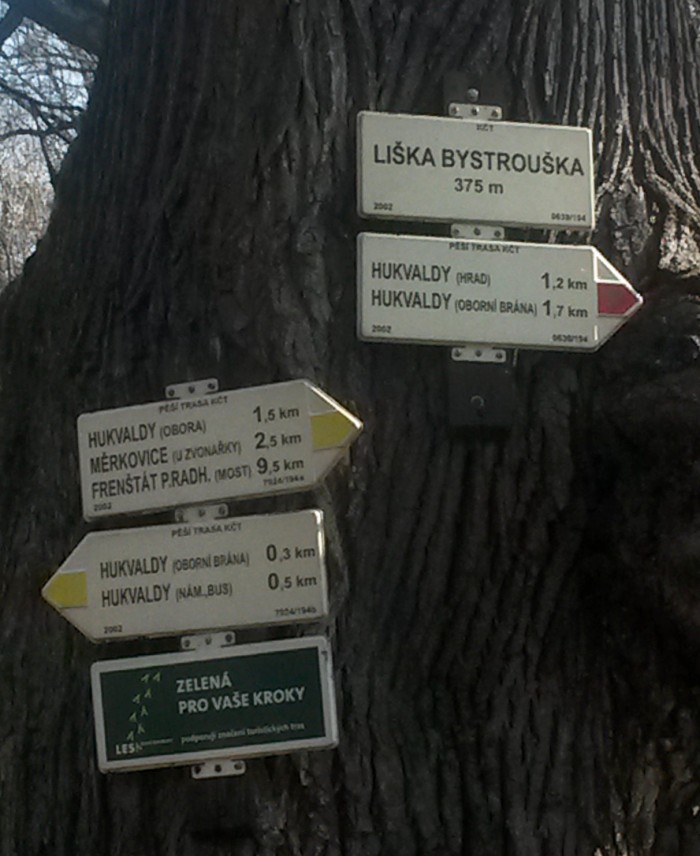 KČT
LIŠKA BYSTROUŠKA
375 m
2002 0639/194
PĚŠÍ TRASA KČT
HUKVALDY (HRAD) 1,2 km
HUKVALDY (OBORNÍ BRÁNA) 1,7 km
2002 0639/194
PĚŠÍ TRASA KČT
HUKVALDY (OBORA) 1,5 km
MĚRKOVICE (U ZVONAŘKY) 2,5 km
FRENŠTÁT P.RADH. (MOST) 9,5 km
2002 7024/194a
PĚŠÍ TRASA KČT
HUKVALDY (OBORNÍ BRÁNA) 0,3 km
HUKVALDY (NÁM.,BUS) 0,5 km
2002 7024/194b
ZELENÁ
PRO VAŠE KROKY
podporují značení turistických tras